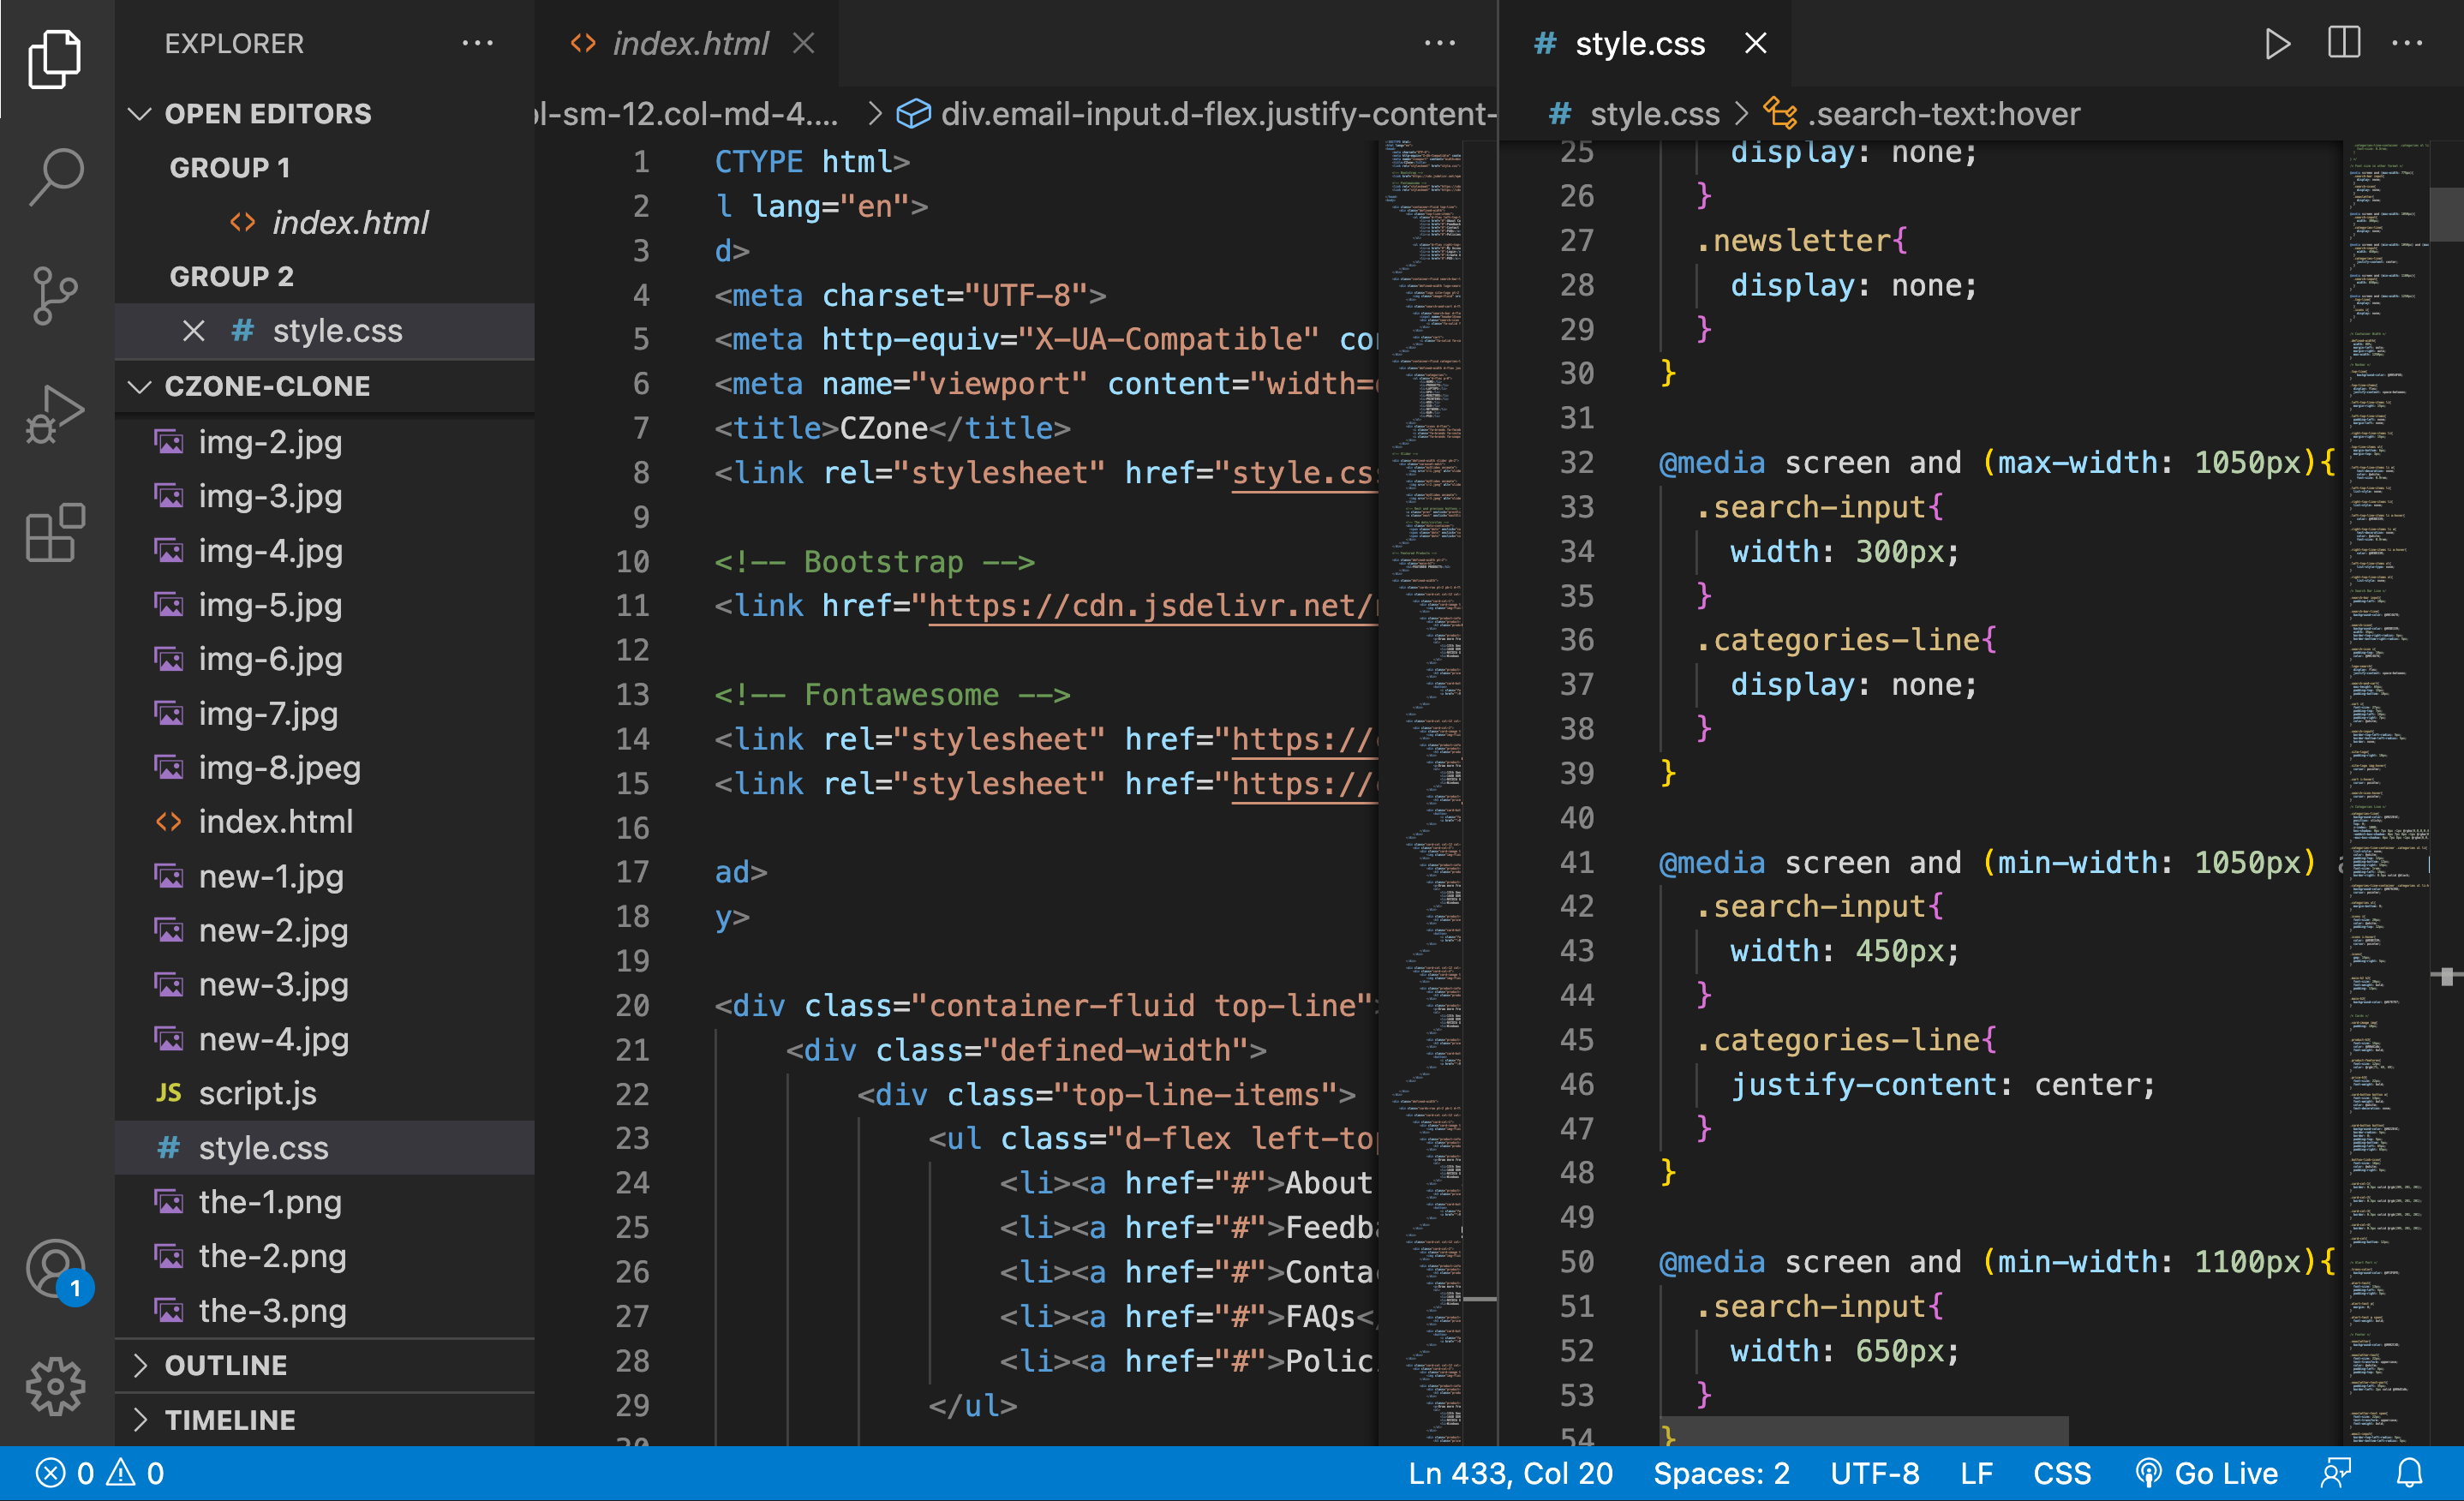 EXPLORER
OPEN EDITORS
GROUP 1
index.html
GROUP 2
style.css
CZONE-CLONE
img-2.jpg
img-3.jpg
img-4.jpg
img-5.jpg
img-6.jpg
img-7.jpg
img-8.jpeg
index.html
new-1.jpg
new-2.jpg
new-3.jpg
new-4.jpg
JS script.js
# style.css
the-1.png
the-2.png
the-3.png
OUTLINE
TIMELINE
1
index.html
ol-sm-12.col-md-4.... > div.email-input.d-flex.justify-content-
1 CTYPE html>
2 l lang="en">
3 d>
4 <meta charset="UTF-8">
5 <meta http-equiv="X-UA-Compatible" co
6 <meta name="viewport" content="width=
7 <title>CZone</title>
8 <link rel="stylesheet" href="style.cs
9
10 <!-- Bootstrap -->
11 <link href="https://cdn.jsdelivr.net/
12
13 <!-- Fontawesome -->
14 <link rel="stylesheet" href="https://
15 <link rel="stylesheet" href="https://
16
17 ad>
18 y>
19
20 <div class="container-fluid top-line"
21 <div class="defined-width">
22 <div class="top-line-items">
23 <ul class="d-flex left-to
24 <li><a href="#">About
25 <li><a href="#">Feedb
26 <li><a href="#">Conta
27 <li><a href="#">FAQs<
28 <li><a href="#">Polic
29 </ul>
30
# style.css
# style.css > .search-text:hover
25 display: none;
26 }
27 .newsletter{
28 display: none;
29 }
30 }
31
32 @media screen and (max-width: 1050px){
33 .search-input{
34 width: 300px;
35 }
36 .categories-line{
37 display: none;
38 }
39 }
40
41 @media screen and (min-width: 1050px) a
42 .search-input{
43 width: 450px;
44 }
45 .categories-line{
46 justify-content: center;
47 }
48 }
49
50 @media screen and (min-width: 1100px){
51 .search-input{
52 width: 650px;
53 }
54 }
0 0
Ln 433, Col 20 Spaces: 2 UTF-8 LF CSS Go Live